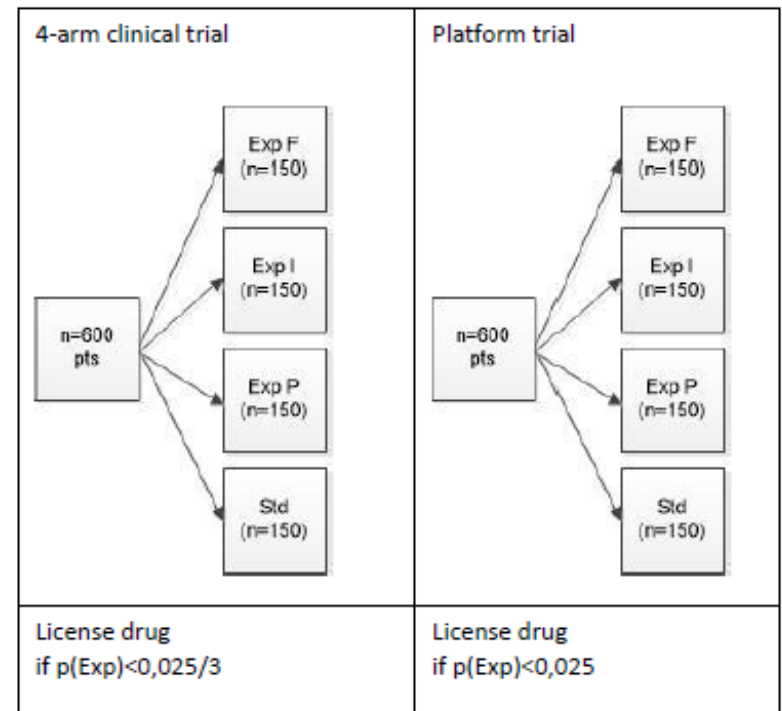 4-arm clinical trial
Exp F
(n=150)
Exp I
(n=150)
n=600
pts
Exp P
(n=150)
Std
(n=150)
License drug
if p(Exp)<0,025/3
Platform trial
Exp F
(n=150)
Exp I
(n=150)
n=600
pts
Exp P
(n=150)
Std
(n=150)
License drug
if p(Exp)<0,025